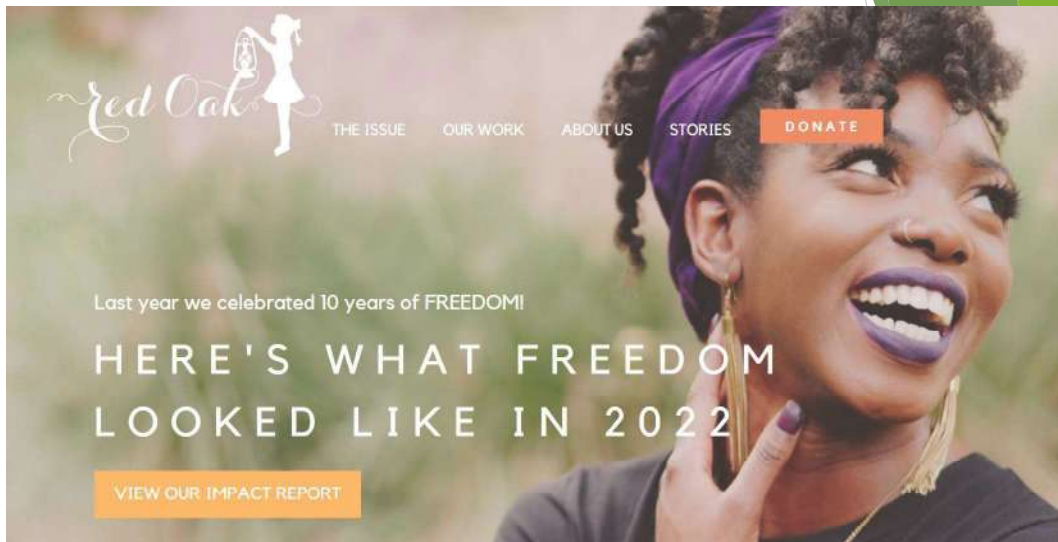 red Oak
THE ISSUE OUR WORK ABOUT US STORIES DONATE
Last year we celebrated 10 years of FREEDOM!
HERE'S WHAT FREEDOM
LOOKED LIKE IN 2022
VIEW OUR IMPACT REPORT